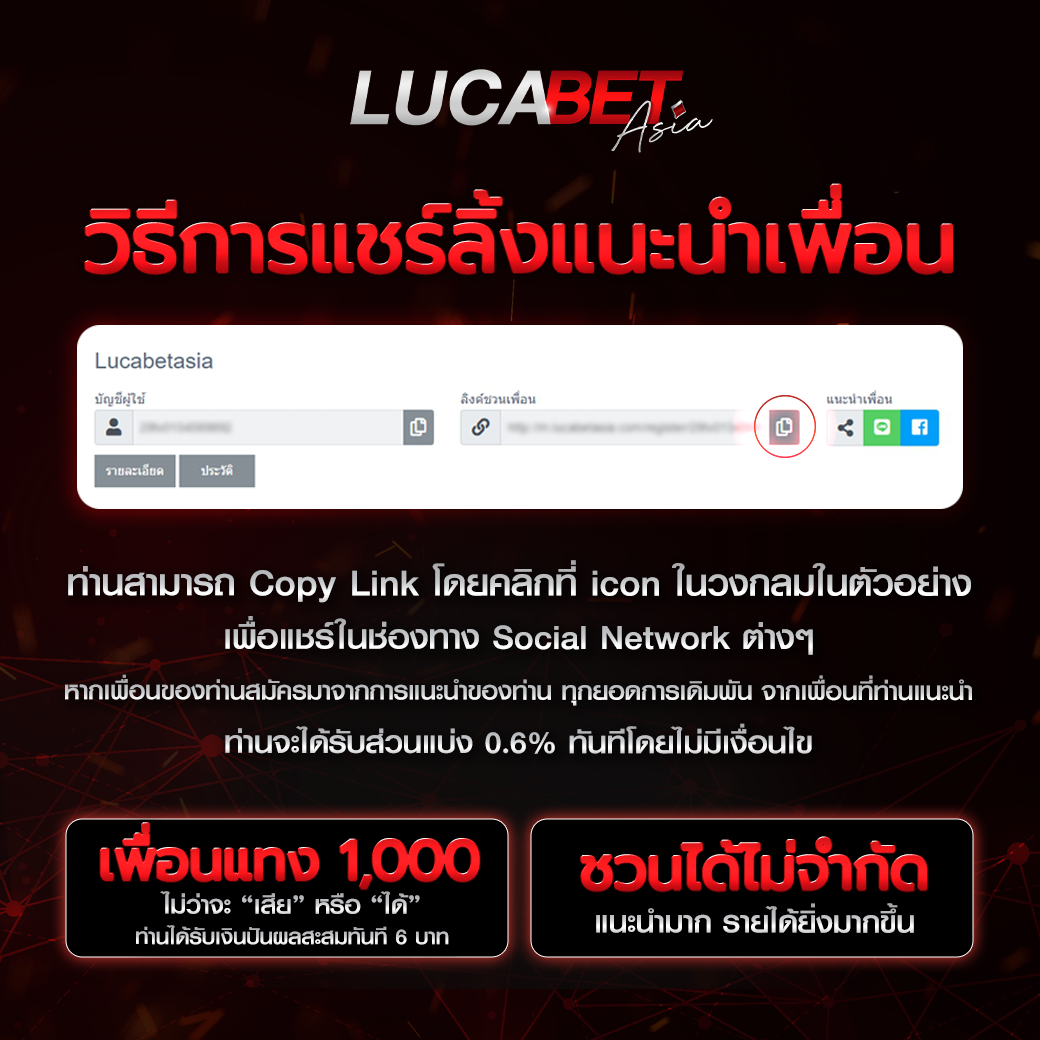 LUCABET
Asia
วิธีการแชร์ลิ้งแนะนำเพื่อน
Lucabetasia
บัญชีผู้ใช้ ลิงค์ชวนเพื่อน แนะนำเพื่อน
รายละเอียด ประวัติ
ท่านสามารถ Copy Link โดยคลิกที่ icon ในวงกลมในตัวอย่าง
เพื่อแชร์ในช่องทาง Social Network ต่างๆ
หากเพื่อนของท่านสมัครมาจากการแนะนำของท่าน ทุกยอดการเดิมพัน จากเพื่อนที่ท่านแนะนำ
ท่านจะได้รับส่วนแบ่ง 0.6% ทันทีโดยไม่มีเงื่อนไข
เพื่อนแทง 1,000
ไม่ว่าจะ “เสีย” หรือ “ได้”
ท่านได้รับเงินปันผลสะสมทันที 6 บาท
ชวนได้ไม่จำกัด
แนะนำมาก รายได้ยิ่งมากขึ้น